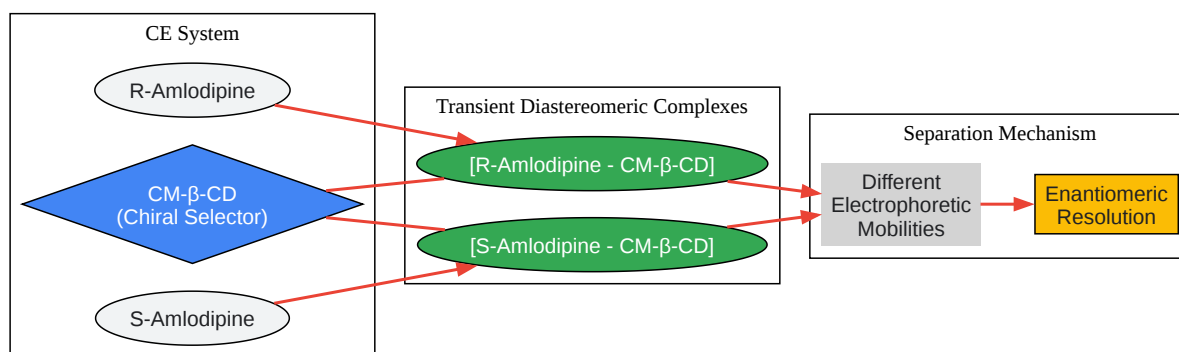 CE System
R-Amlodipine
CM-β-CD
(Chiral Selector)
S-Amlodipine
Transient Diastereomeric Complexes
[R-Amlodipine - CM-β-CD]
[S-Amlodipine - CM-β-CD]
Separation Mechanism
Different
Electrophoretic
Mobilities
Enantiomeric
Resolution